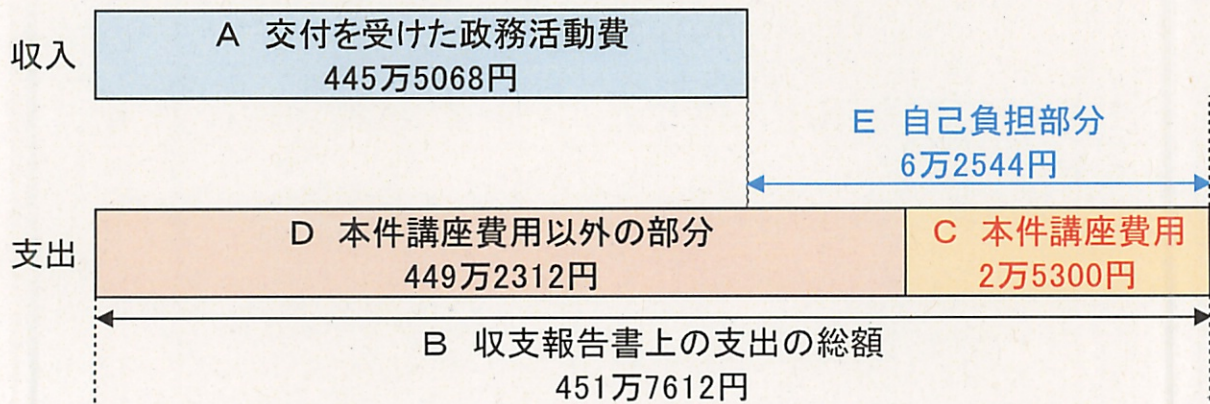 収入
A 交付を受けた政務活動費
445万5068円
E 自己負担部分
6万2544円
支出
D 本件講座費用以外の部分
449万2312円
C 本件講座費用
2万5300円
B 収支報告書上の支出の総額
451万7612円